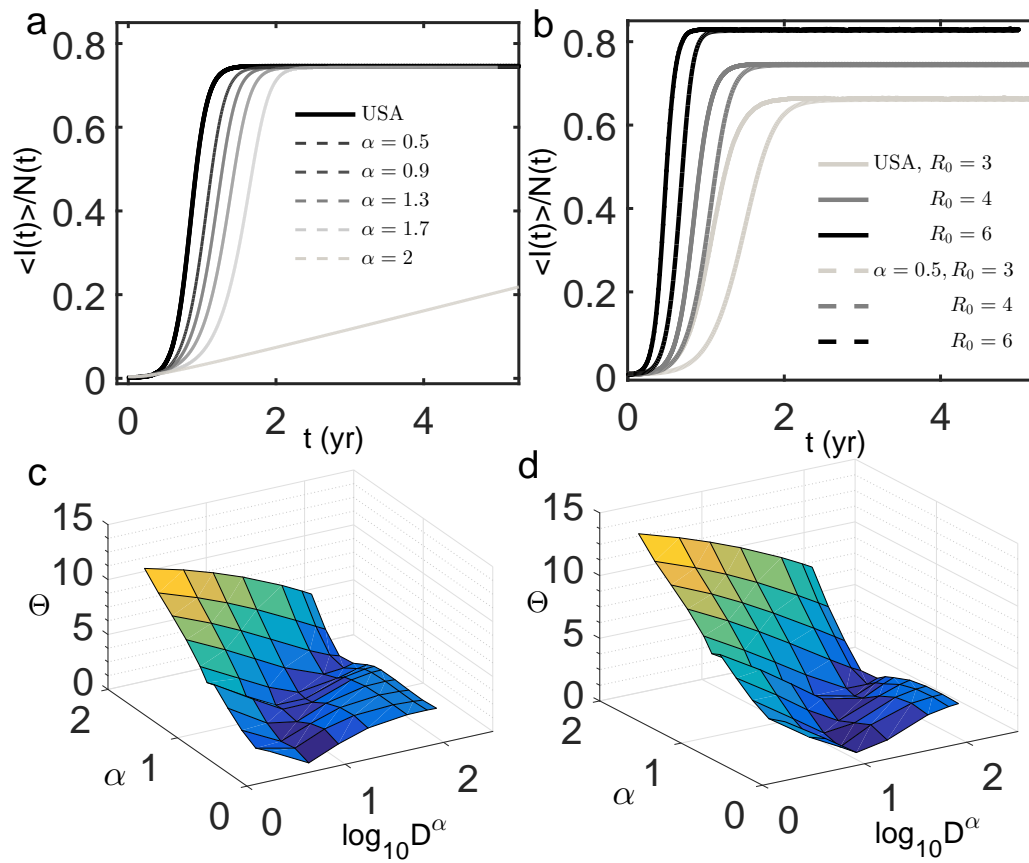 a
0.8
0.6
0.4
0.2
0
<I(t)>/N(t)
USA
α = 0.5
α = 0.9
α = 1.3
α = 1.7
α = 2
0
2
4
t (yr)
b
0.8
0.6
0.4
0.2
0
<I(t)>/N(t)
USA, R₀ = 3
R₀ = 4
R₀ = 6
α = 0.5, R₀ = 3
R₀ = 4
R₀ = 6
0
2
4
t (yr)
c
15
10
5
0
Θ
2
1
0
α
0
1
2
log₁₀D^α
d
15
10
5
0
Θ
2
1
0
α
0
1
2
log₁₀D^α